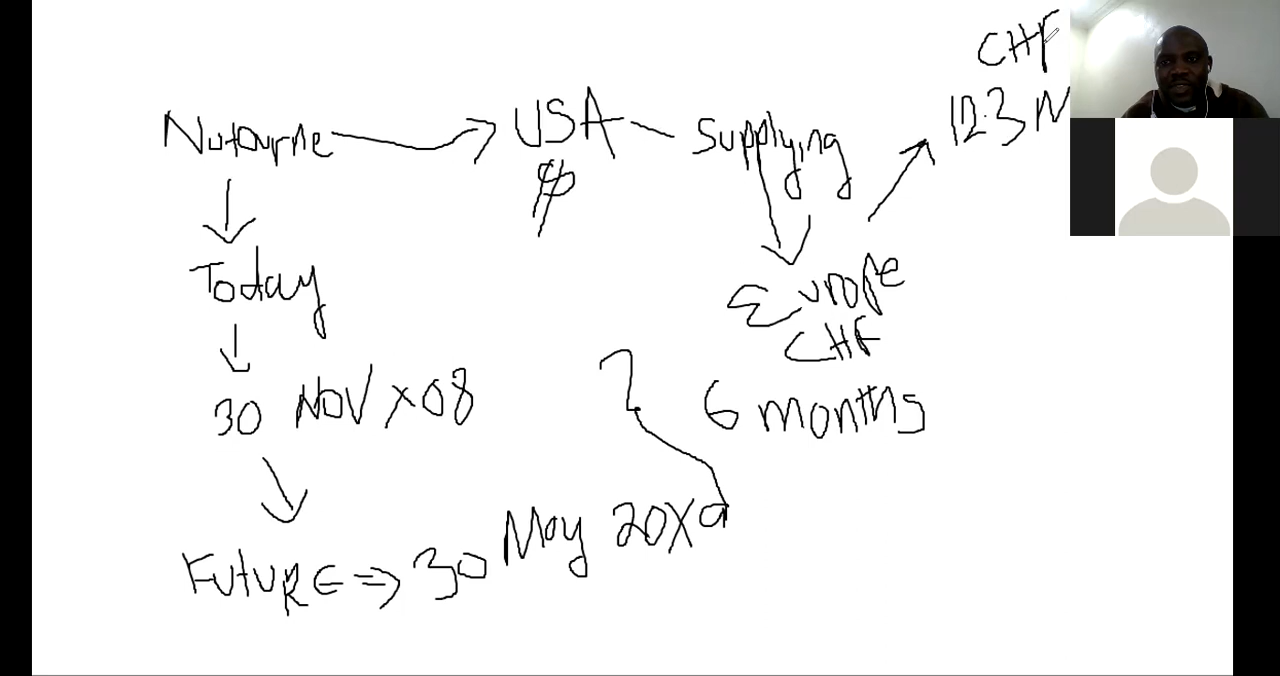 CHF
Nutourne USA Supplying 12.3 N
$
Today Europe
CHF
30 NOV X08 6 months
Future 30 May 20X9